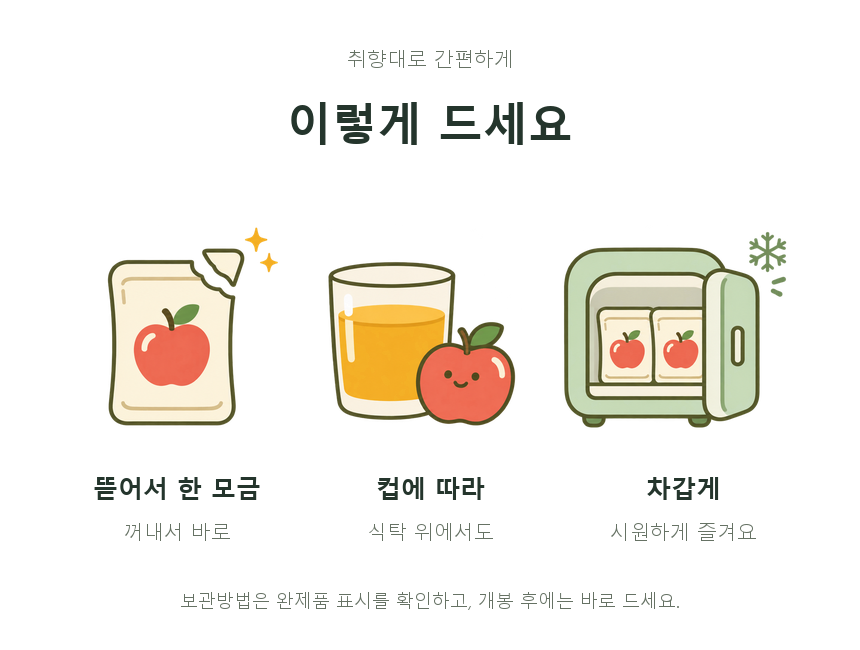 취향대로 간편하게
이렇게 드세요
뜯어서 한 모금
컵에 따라
차갑게
꺼내서 바로
식탁 위에서도
시원하게 즐겨요
보관방법은 완제품 표시를 확인하고, 개봉 후에는 바로 드세요.